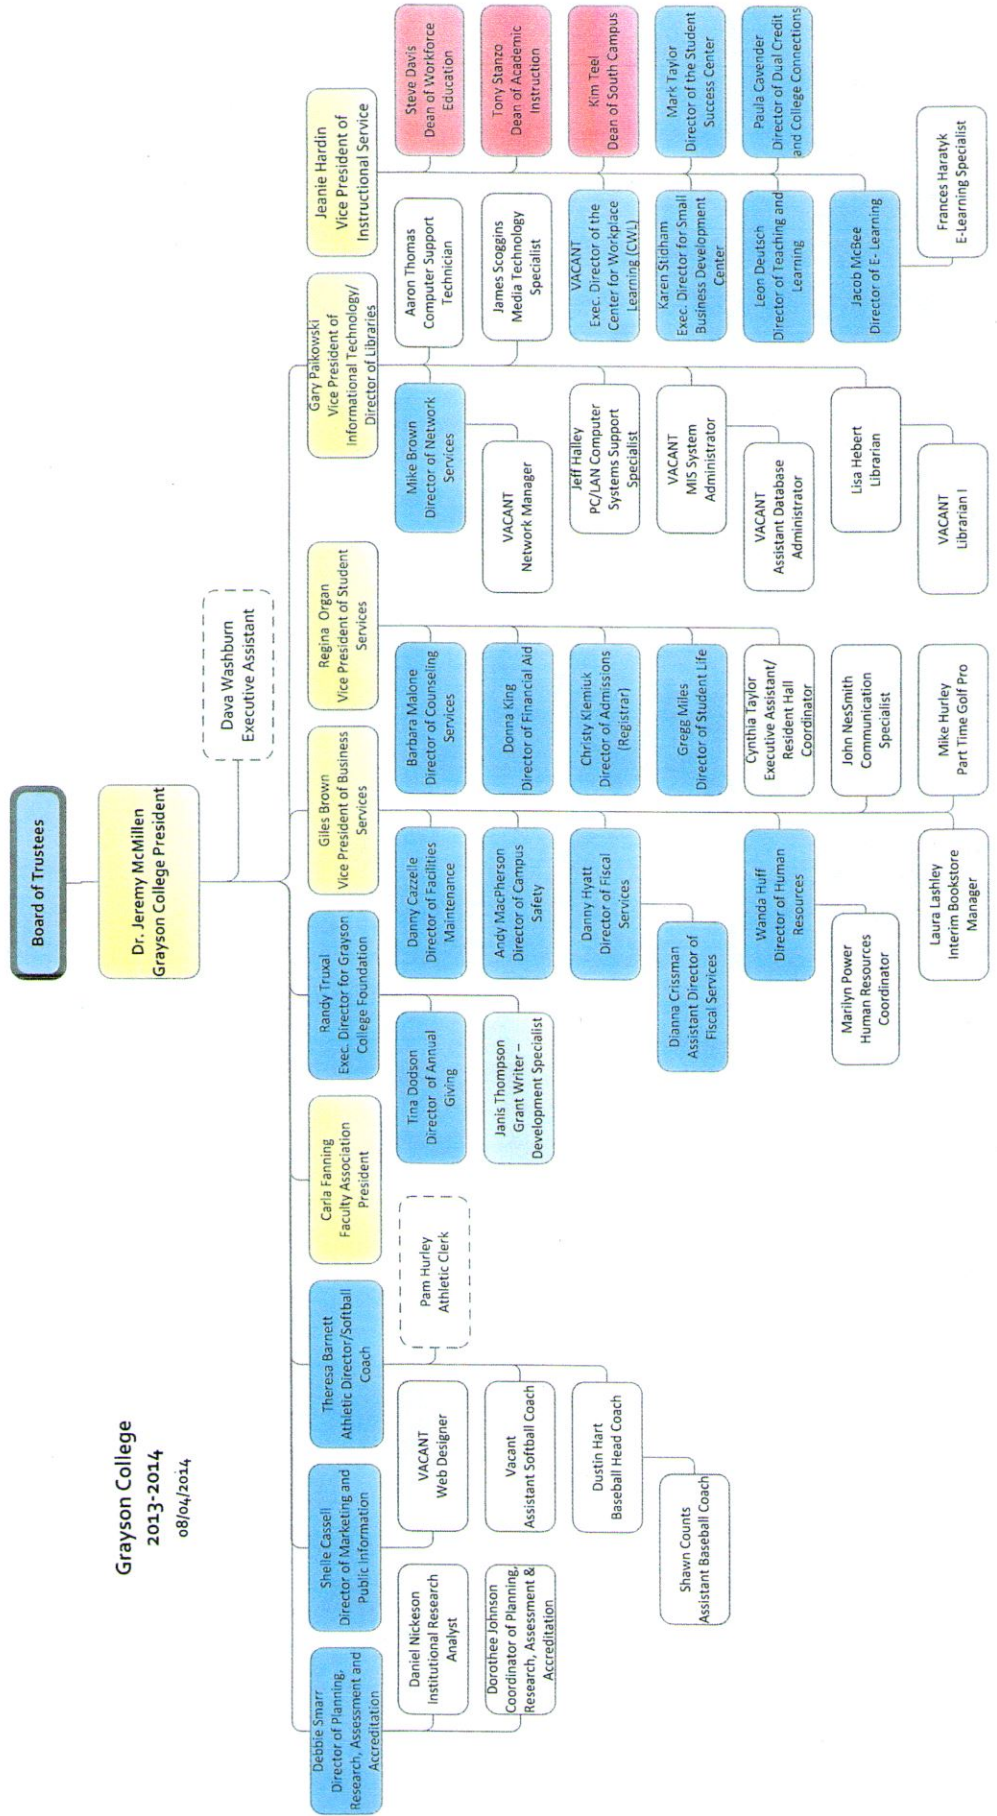 Grayson College
2013-2014
08/04/2014
Board of Trustees
Dr. Jeremy McMillen
Grayson College President
Dava Washburn
Executive Assistant
Debbie Smarr
Director of Planning,
Research, Assessment and
Accreditation
Shelle Cassell
Director of Marketing and
Public Information
Theresa Barnett
Athletic Director/Softball
Coach
Carla Fanning
Faculty Association
President
Randy Truxal
Exec. Director for Grayson
College Foundation
Giles Brown
Vice President of Business
Services
Regina Organ
Vice President of Student
Services
Gary Paikowski
Vice President of
Informational Technology/
Director of Libraries
Jeanie Hardin
Vice President of
Instructional Service
Daniel Nickeson
Institutional Research
Analyst
Dorothee Johnson
Coordinator of Planning,
Research, Assessment &
Accreditation
VACANT
Web Designer
Pam Hurley
Athletic Clerk
Vacant
Assistant Softball Coach
Dustin Hart
Baseball Head Coach
Shawn Counts
Assistant Baseball Coach
Tina Dodson
Director of Annual
Giving
Janis Thompson
Grant Writer –
Development Specialist
Danny Cazzelle
Director of Facilities
Maintenance
Andy MacPherson
Director of Campus
Safety
Danny Hyatt
Director of Fiscal
Services
Dianna Crissman
Assistant Director of
Fiscal Services
Wanda Huff
Director of Human
Resources
Marilyn Power
Human Resources
Coordinator
Laura Lashley
Interim Bookstore
Manager
Barbara Malone
Director of Counseling
Services
Donna King
Director of Financial Aid
Christy Klemiuk
Director of Admissions
(Registrar)
Gregg Miles
Director of Student Life
Cynthia Taylor
Executive Assistant/
Resident Hall
Coordinator
John NesSmith
Communication
Specialist
Mike Hurley
Part Time Golf Pro
Mike Brown
Director of Network
Services
VACANT
Network Manager
Aaron Thomas
Computer Support
Technician
James Scoggins
Media Technology
Specialist
Jeff Halley
PC/LAN Computer
Systems Support
Specialist
VACANT
MIS System
Administrator
VACANT
Assistant Database
Administrator
Lisa Hebert
Librarian
VACANT
Librarian I
Steve Davis
Dean of Workforce
Education
Tony Stanzo
Dean of Academic
Instruction
VACANT
Exec. Director of the
Center for Workplace
Learning (CWL)
Kim Teel
Dean of South Campus
Karen Stidham
Exec. Director for Small
Business Development
Center
Mark Taylor
Director of the Student
Success Center
Leon Deutsch
Director of Teaching and
Learning
Paula Cavender
Director of Dual Credit
and College Connections
Jacob McBee
Director of E- Learning
Frances Haratyk
E-Learning Specialist